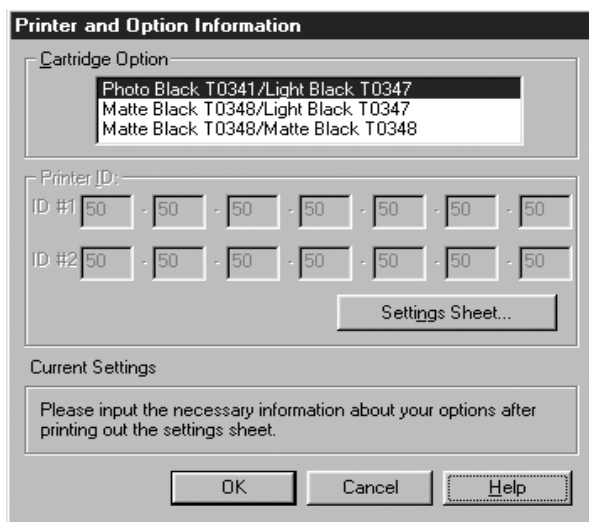 Printer and Option Information
Cartridge Option
Photo Black T0341/Light Black T0347
Matte Black T0348/Light Black T0347
Matte Black T0348/Matte Black T0348
Printer ID:
ID #1 50 - 50 - 50 - 50 - 50 - 50 - 50
ID #2 50 - 50 - 50 - 50 - 50 - 50 - 50
Settings Sheet...
Current Settings
Please input the necessary information about your options after
printing out the settings sheet.
OK Cancel Help